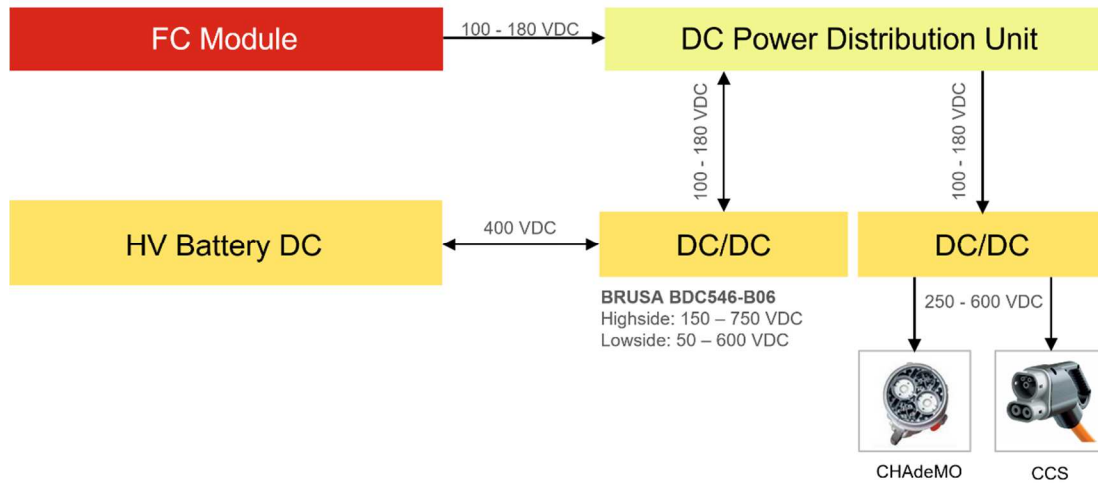 FC Module
100 - 180 VDC
DC Power Distribution Unit
100 - 180 VDC
100 - 180 VDC
HV Battery DC
400 VDC
DC/DC
DC/DC
BRUSA BDC546-B06
Highside: 150 – 750 VDC
Lowside: 50 – 600 VDC
250 - 600 VDC
CHAdeMO
CCS